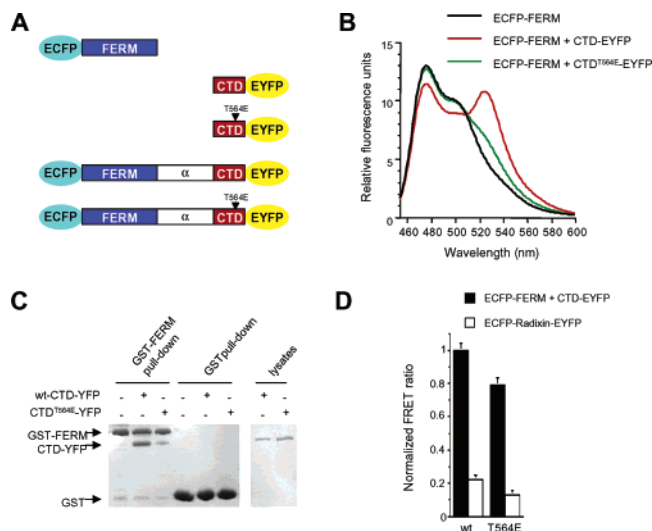 A
ECFP FERM
CTD EYFP
T564E
CTD EYFP
ECFP FERM α CTD EYFP
T564E
ECFP FERM α CTD EYFP
B
ECFP-FERM
ECFP-FERM + CTD-EYFP
ECFP-FERM + CTDT564E-EYFP
Relative fluorescence units
15
10
5
0
460 480 500 520 540 560 580 600
Wavelength (nm)
C
GST-FERM
pull-down
GSTpull-down
lysates
wt-CTD-YFP - + - - + - +
CTDT564E-YFP - - + - - + - +
GST-FERM
CTD-YFP
GST
D
ECFP-FERM + CTD-EYFP
ECFP-Radixin-EYFP
Normalized FRET ratio
1
0.8
0.6
0.4
0.2
0
wt T564E